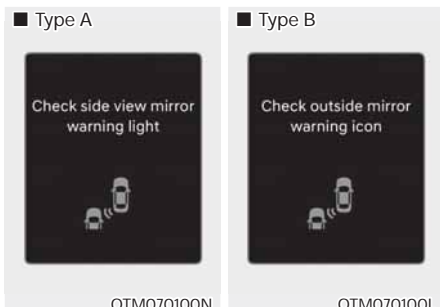 ■ Type A
Check side view mirror
warning light
OTM070100N
■ Type B
Check outside mirror
warning icon
OTM070100L